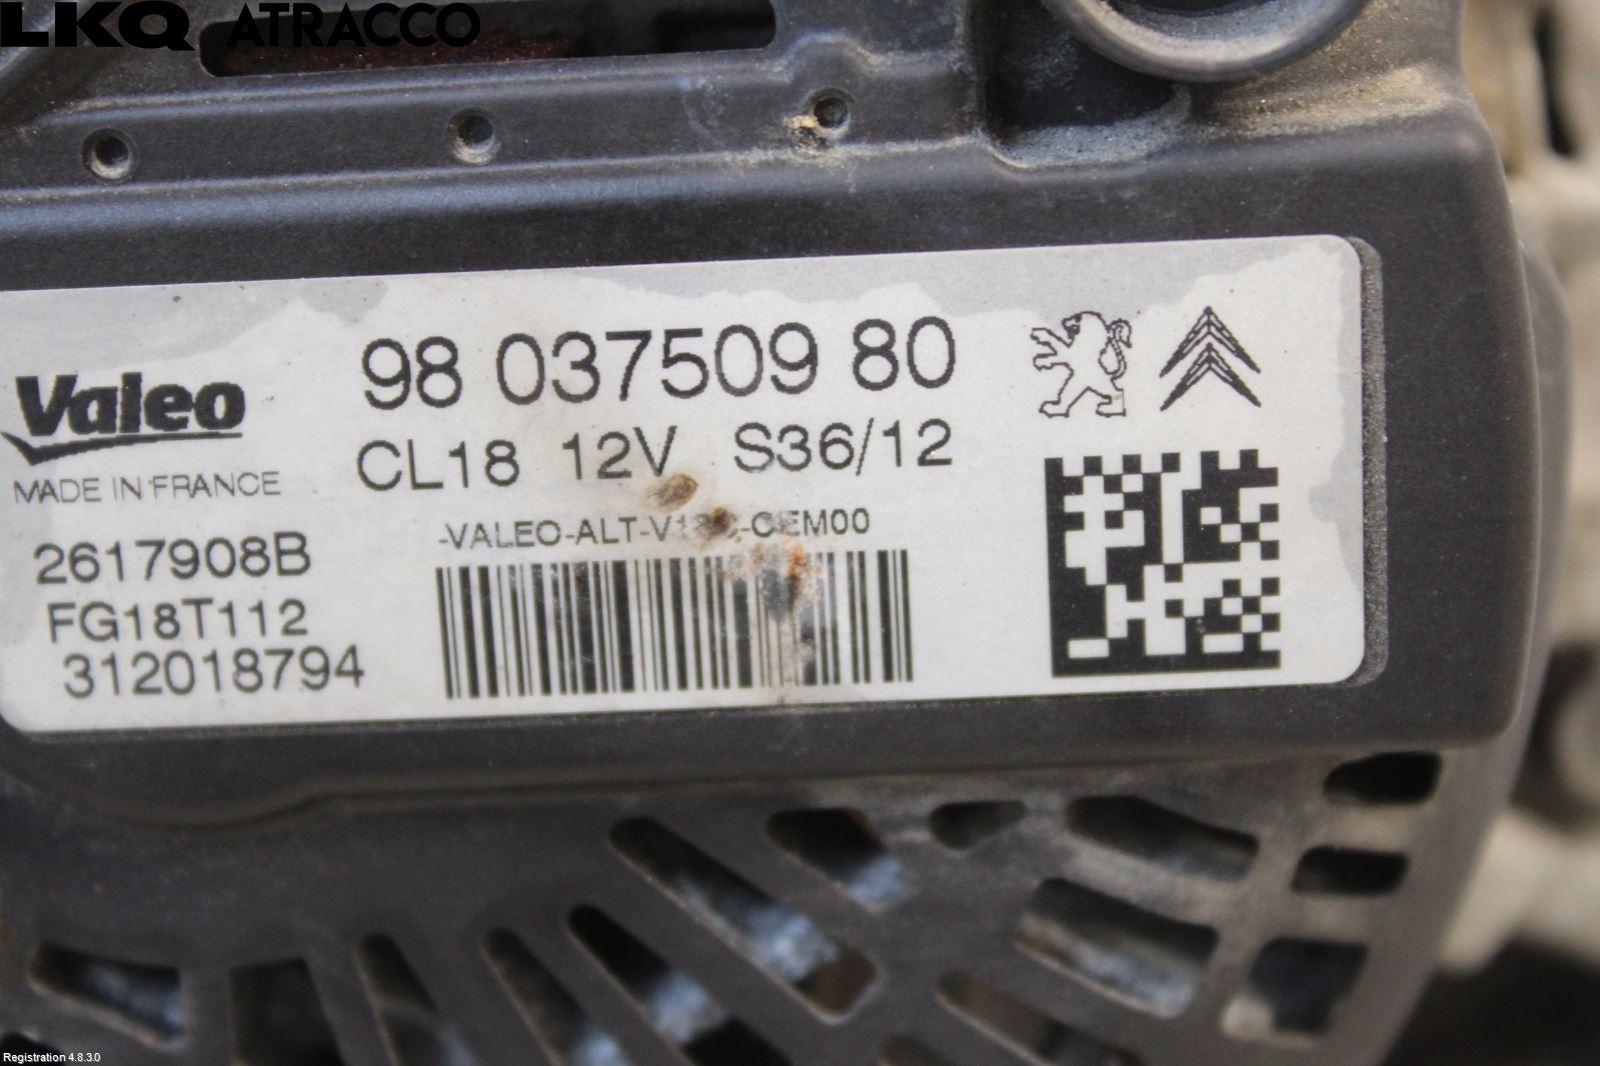 LKQ ATRACCO
Valeo
MADE IN FRANCE
2617908B
FG18T112
312018794
98 037509 80
CL18 12V S36/12
Registration 4.8.3.0